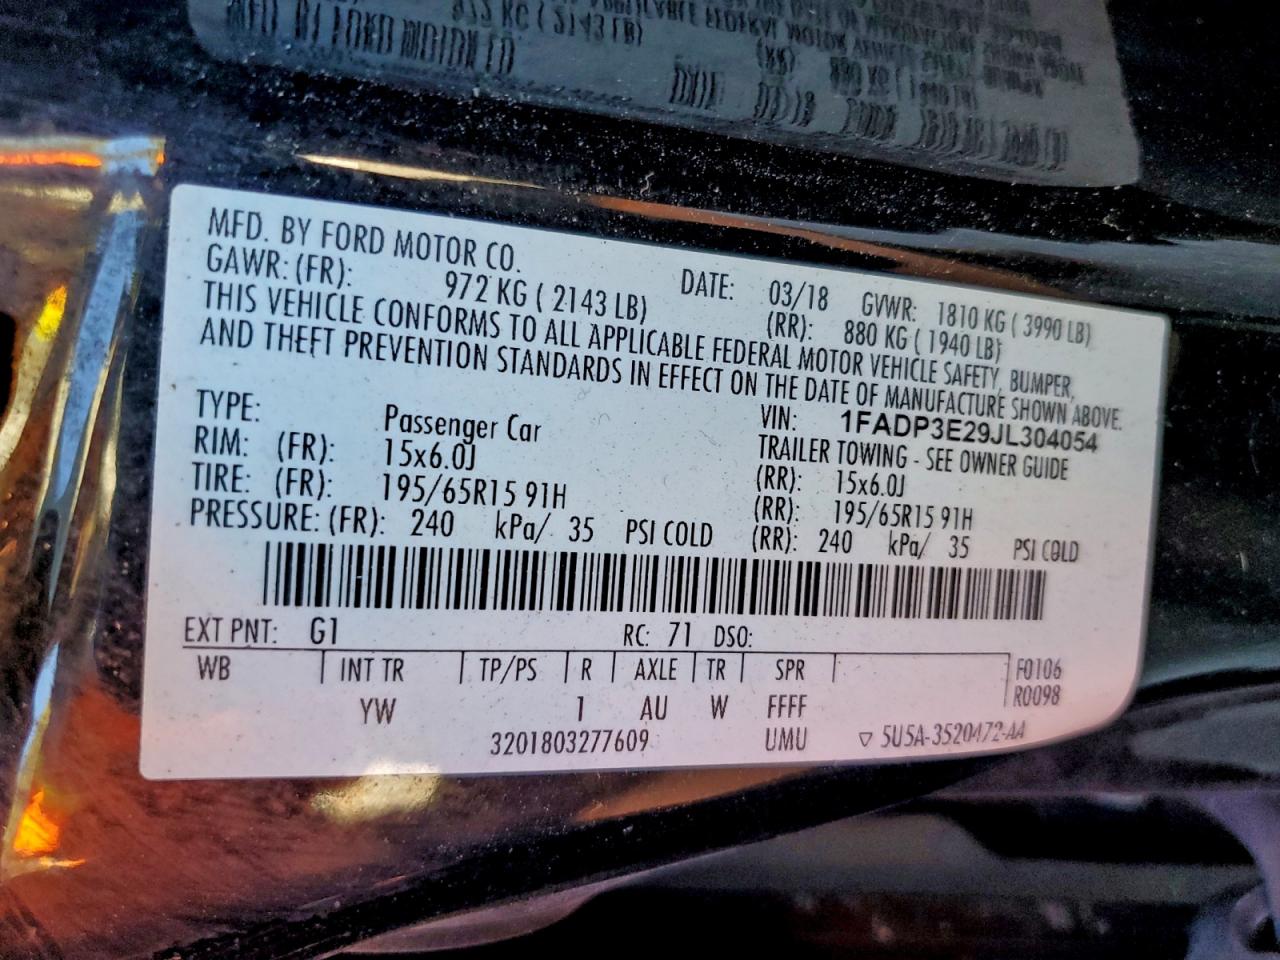 MFD. BY FORD MOTOR CO.
DATE: 03/18 GVWR: 1810 KG ( 3990 LB)
GAWR: (FR): 972 KG ( 2143 LB) (RR): 880 KG ( 1940 LB)
THIS VEHICLE CONFORMS TO ALL APPLICABLE FEDERAL MOTOR VEHICLE SAFETY, BUMPER,
AND THEFT PREVENTION STANDARDS IN EFFECT ON THE DATE OF MANUFACTURE SHOWN ABOVE.
VIN: 1FADP3E29JL304054
TYPE: Passenger Car TRAILER TOWING - SEE OWNER GUIDE
RIM: (FR): 15x6.0J (RR): 15x6.0J
TIRE: (FR): 195/65R15 91H (RR): 195/65R15 91H
PRESSURE: (FR): 240 kPa/ 35 PSI COLD (RR): 240 kPa/ 35 PSI COLD
EXT PNT: G1 RC: 71 DSO:
WB INT TR TP/PS R AXLE TR SPR F0106
R0098
YW 1 AU W FFFF
3201803277609 UMU ▽ 5U5A-3520472-AA